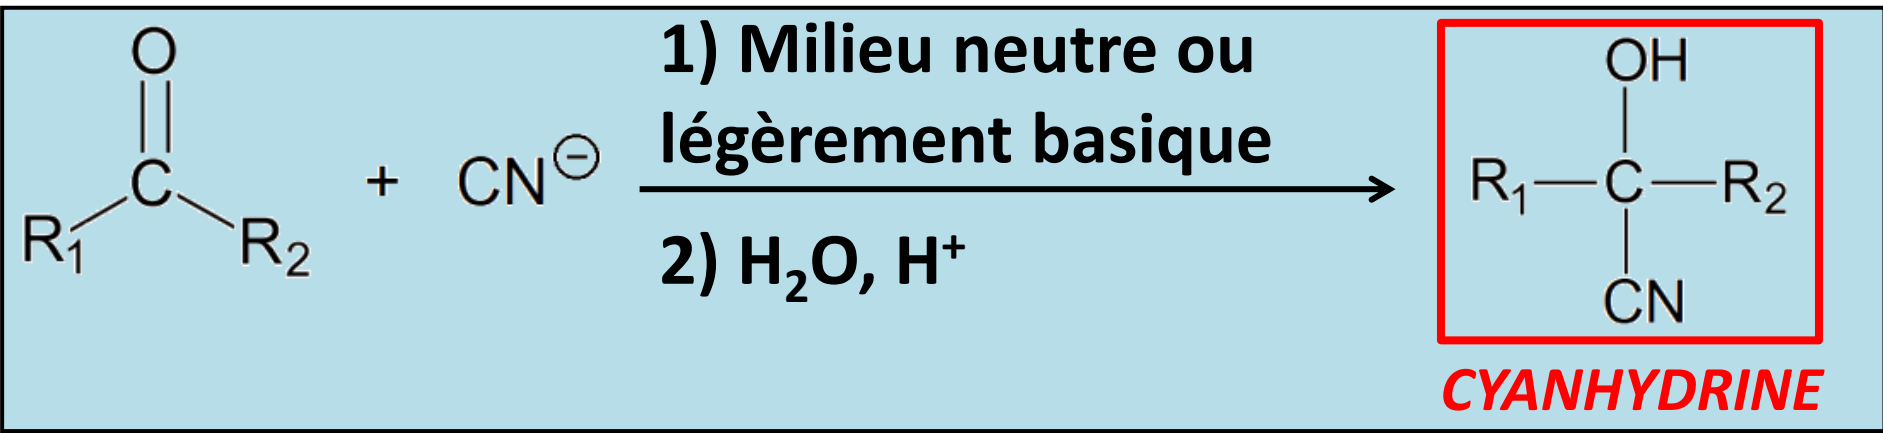 O
C
R₁
R₂
+ CN⊖
1) Milieu neutre ou
légèrement basique
2) H₂O, H⁺
OH
R₁—C—R₂
CN
CYANHYDRINE